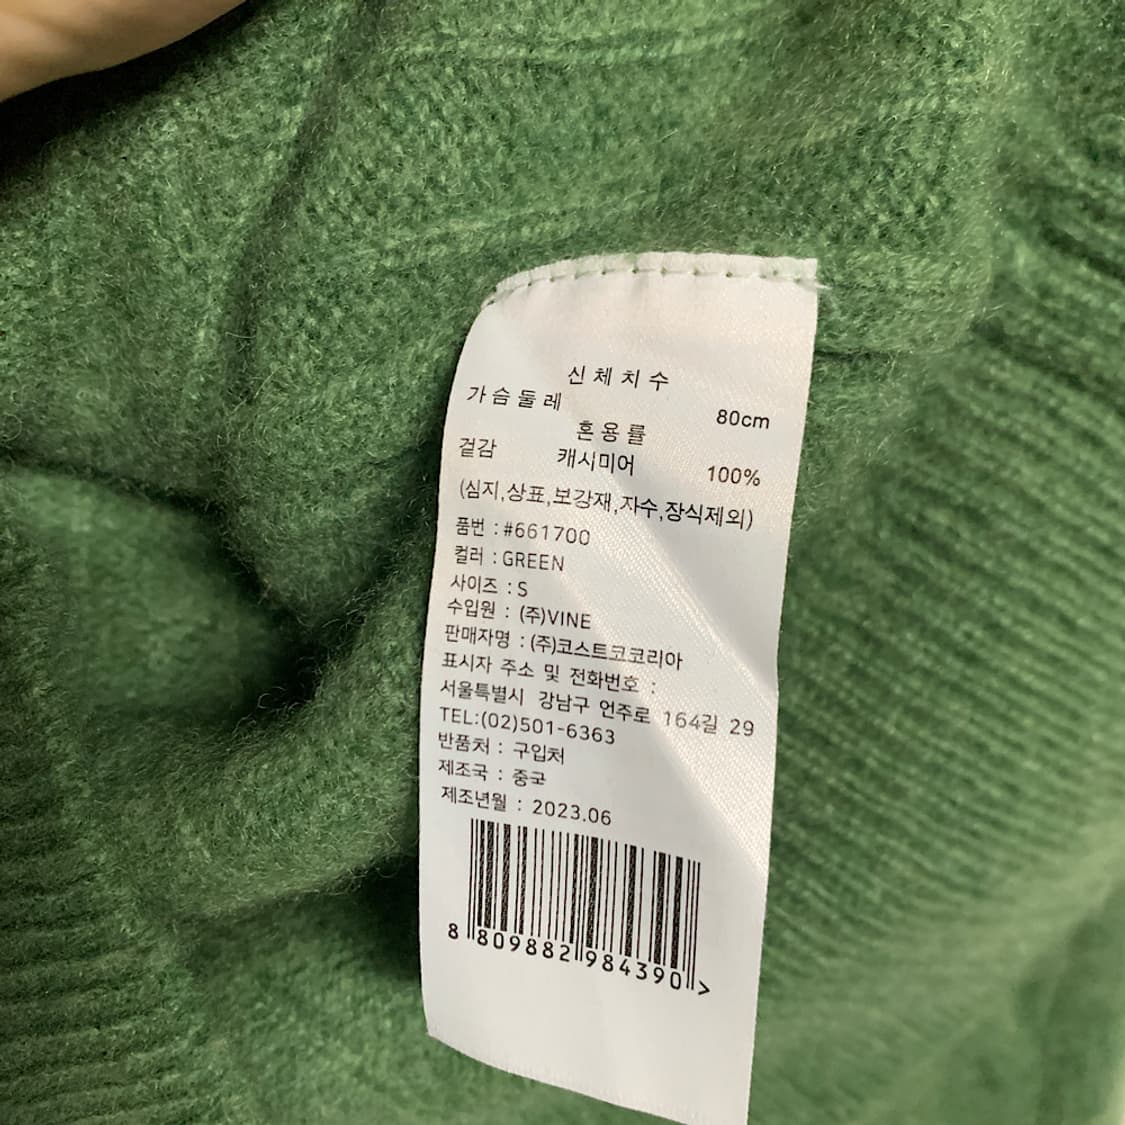 신체치수
가슴둘레 80cm
혼용률
겉감 캐시미어 100%
(심지,상표,보강재,자수,장식제외)
품번 : #661700
컬러 : GREEN
사이즈 : S
수입원 : (주)VINE
판매자명 : (주)코스트코코리아
표시자 주소 및 전화번호 :
서울특별시 강남구 언주로 164길 29
TEL:(02)501-6363
반품처 : 구입처
제조국 : 중국
제조년월 : 2023.06
8 809882 984390 >